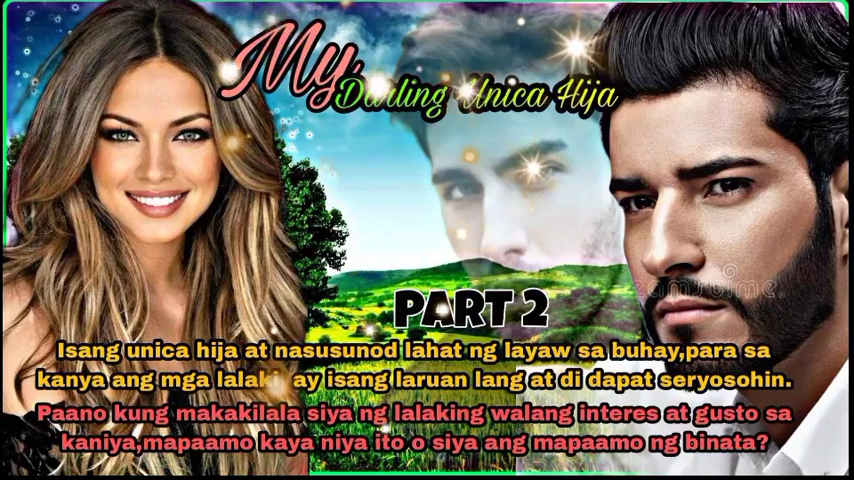 My
Darling Unica Hija
PART 2
Isang unica hija at nasusunod lahat ng layaw sa buhay,para sa
kanya ang mga lalaki ay isang laruan lang at di dapat seryosohin.
Paano kung makakilala siya ng lalaking walang interes at gusto sa
kaniya,mapaamo kaya niya ito o siya ang mapaamo ng binata?